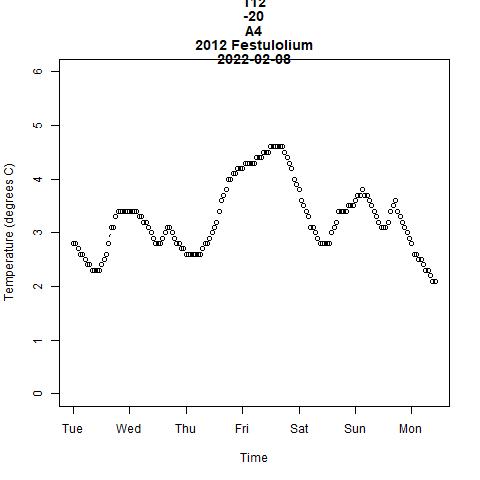 T12
-20
A4
2012 Festulolium
2022-02-08
Temperature (degrees C)
6
5
4
3
2
1
0
Tue Wed Thu Fri Sat Sun Mon
Time